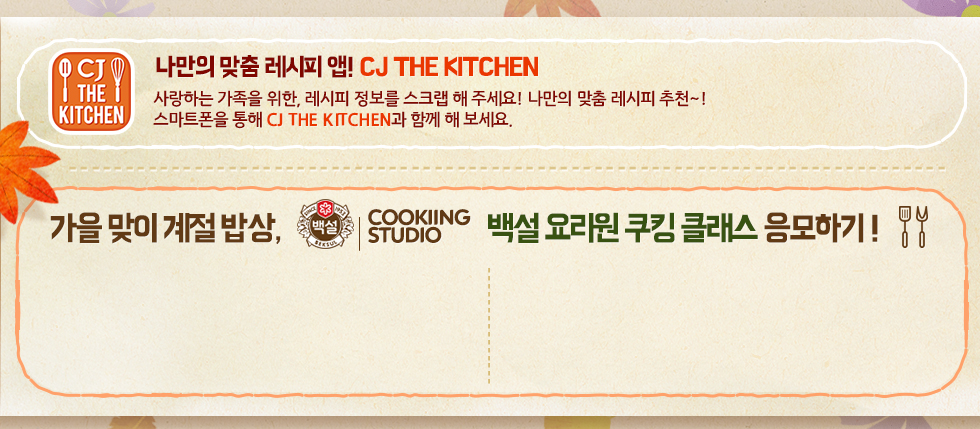 CJ
THE
KITCHEN
나만의 맞춤 레시피 앱! CJ THE KITCHEN
사랑하는 가족을 위한, 레시피 정보를 스크랩 해 주세요! 나만의 맞춤 레시피 추천~!
스마트폰을 통해 CJ THE KITCHEN과 함께 해 보세요.
가을 맞이 계절 밥상, 백설 BEKSUL COOKIING STUDIO 백설 요리원 쿠킹 클래스 응모하기 !